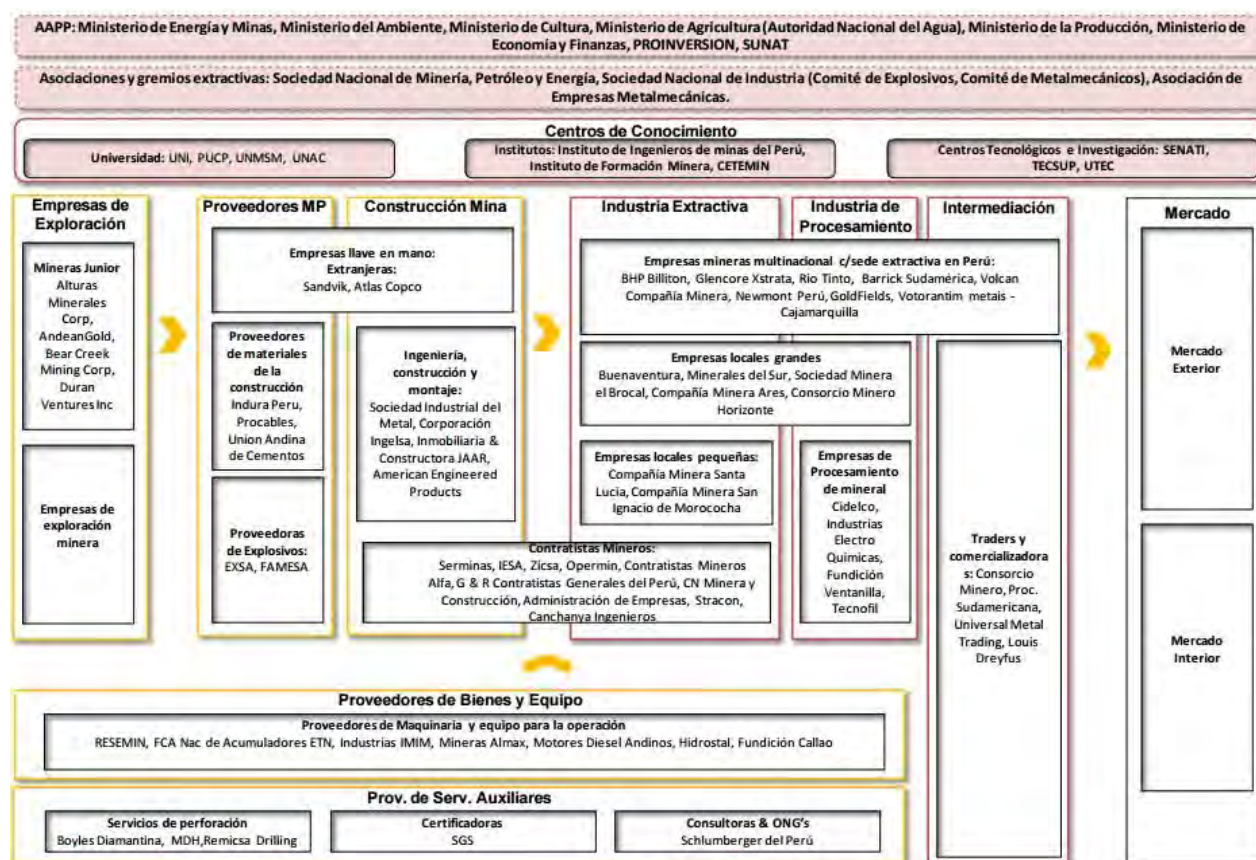 AAPP: Ministerio de Energía y Minas, Ministerio del Ambiente, Ministerio de Cultura, Ministerio de Agricultura (Autoridad Nacional del Agua), Ministerio de la Producción, Ministerio de
Economía y Finanzas, PROINVERSION, SUNAT
Asociaciones y gremios extractivas: Sociedad Nacional de Minería, Petróleo y Energía, Sociedad Nacional de Industria (Comité de Explosivos, Comité de Metalmecánicos), Asociación de
Empresas Metalmecánicas.
Centros de Conocimiento
Universidad: UNI, PUCP, UNMSM, UNAC
Institutos: Instituto de Ingenieros de minas del Perú,
Instituto de Formación Minera, CETEMIN
Centros Tecnológicos e Investigación: SENATI,
TECSUP, UTEC
Empresas de
Exploración
Mineras Junior
Alturas
Minerales
Corp,
AndeanGold,
Bear Creek
Mining Corp,
Duran
Ventures Inc
Empresas de
exploración
minera
Proveedores MP
Construcción Mina
Empresas llave en mano:
Extranjeras:
Sandvik, Atlas Copco
Proveedores
de materiales
de la
construcción
Indura Peru,
Procables,
Union Andina
de Cementos
Proveedoras
de Explosivos:
EXSA, FAMESA
Ingeniería,
construcción y
montaje:
Sociedad Industrial del
Metal, Corporación
Ingelsa, Inmobiliaria &
Constructora JAAR,
American Engineered
Products
Industria Extractiva
Industria de
Procesamiento
Intermediación
Empresas mineras multinacional c/sede extractiva en Perú:
BHP Billiton, Glencore Xstrata, Rio Tinto, Barrick Sudamérica, Volcan
Compañía Minera, Newmont Perú, GoldFields, Votorantim metais -
Cajamarquilla
Empresas locales grandes
Buenaventura, Minerales del Sur, Sociedad Minera
el Brocal, Compañía Minera Ares, Consorcio Minero
Horizonte
Empresas locales pequeñas:
Compañía Minera Santa
Lucia, Compañía Minera San
Ignacio de Morococha
Empresas de
Procesamiento
de mineral
Cidelco,
Industrias
Electro
Quimicas,
Fundición
Ventanilla,
Tecnofil
Contratistas Mineros:
Serminas, IESA, Zicsa, Opermin, Contratistas Mineros
Alfa, G & R Contratistas Generales del Perú, CN Minera y
Construcción, Administración de Empresas, Stracon,
Canchanya Ingenieros
Traders y
comercializadora
s: Consorcio
Minero, Proc.
Sudamericana,
Universal Metal
Trading, Louis
Dreyfus
Mercado
Mercado
Exterior
Mercado
Interior
Proveedores de Bienes y Equipo
Proveedores de Maquinaria y equipo para la operación
RESEMIN, FCA Nac de Acumuladores ETN, Industrias IMIM, Mineras Almax, Motores Diesel Andinos, Hidrostal, Fundición Callao
Prov. de Serv. Auxiliares
Servicios de perforación
Boyles Diamantina, MDH,Remicsa Drilling
Certificadoras
SGS
Consultoras & ONG's
Schlumberger del Perú